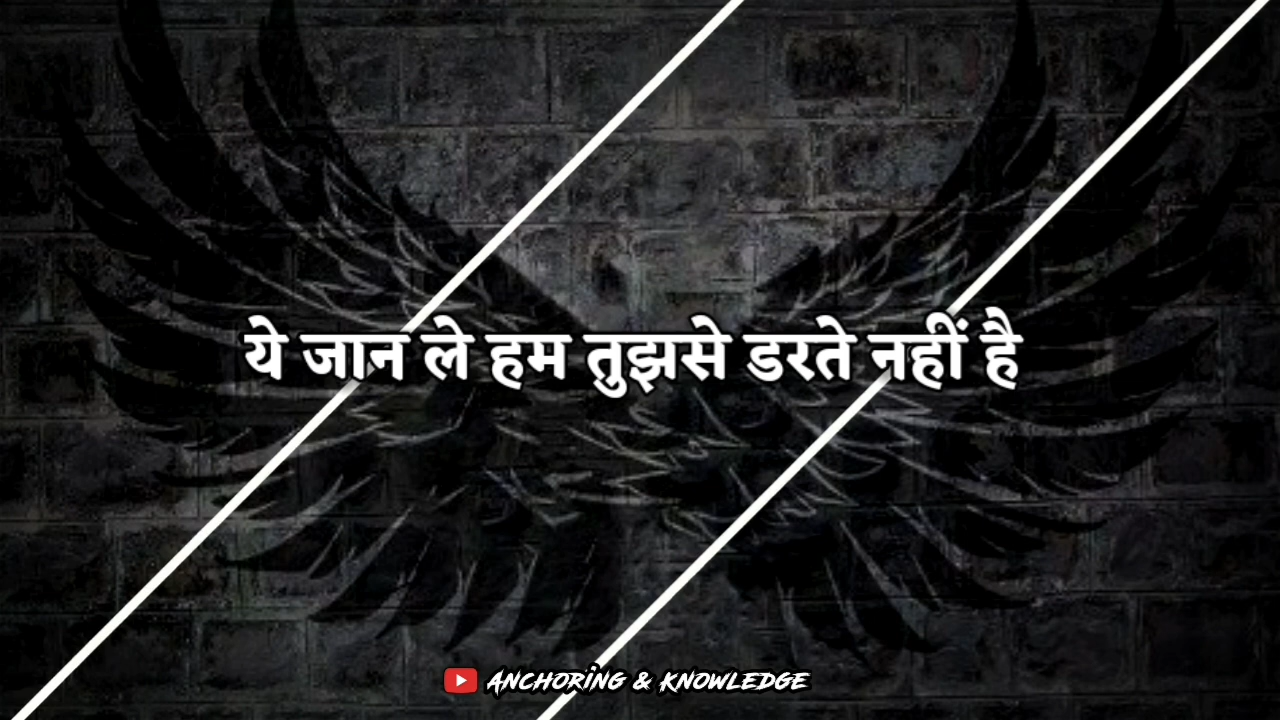 ये जान ले हम तुझसे डरते नहीं है
ANCHORING & KNOWLEDGE